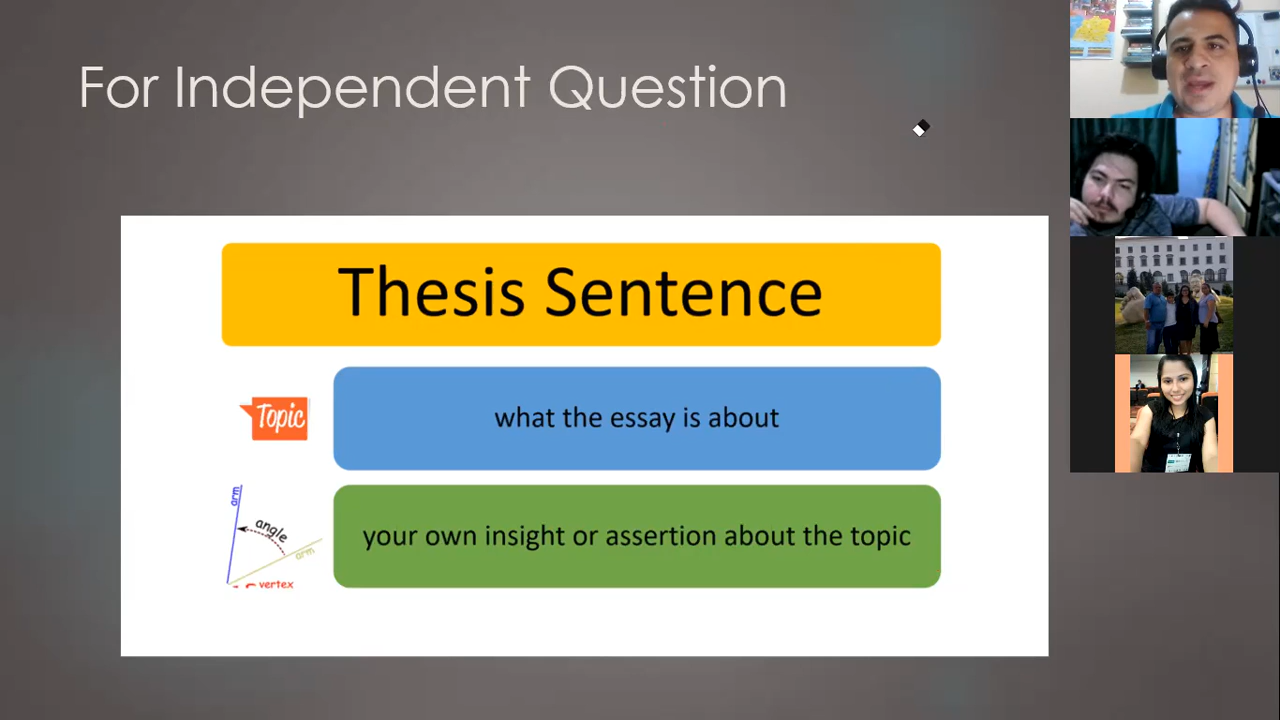 For Independent Question
Thesis Sentence
Topic
what the essay is about
arm
angle
arm
vertex
your own insight or assertion about the topic